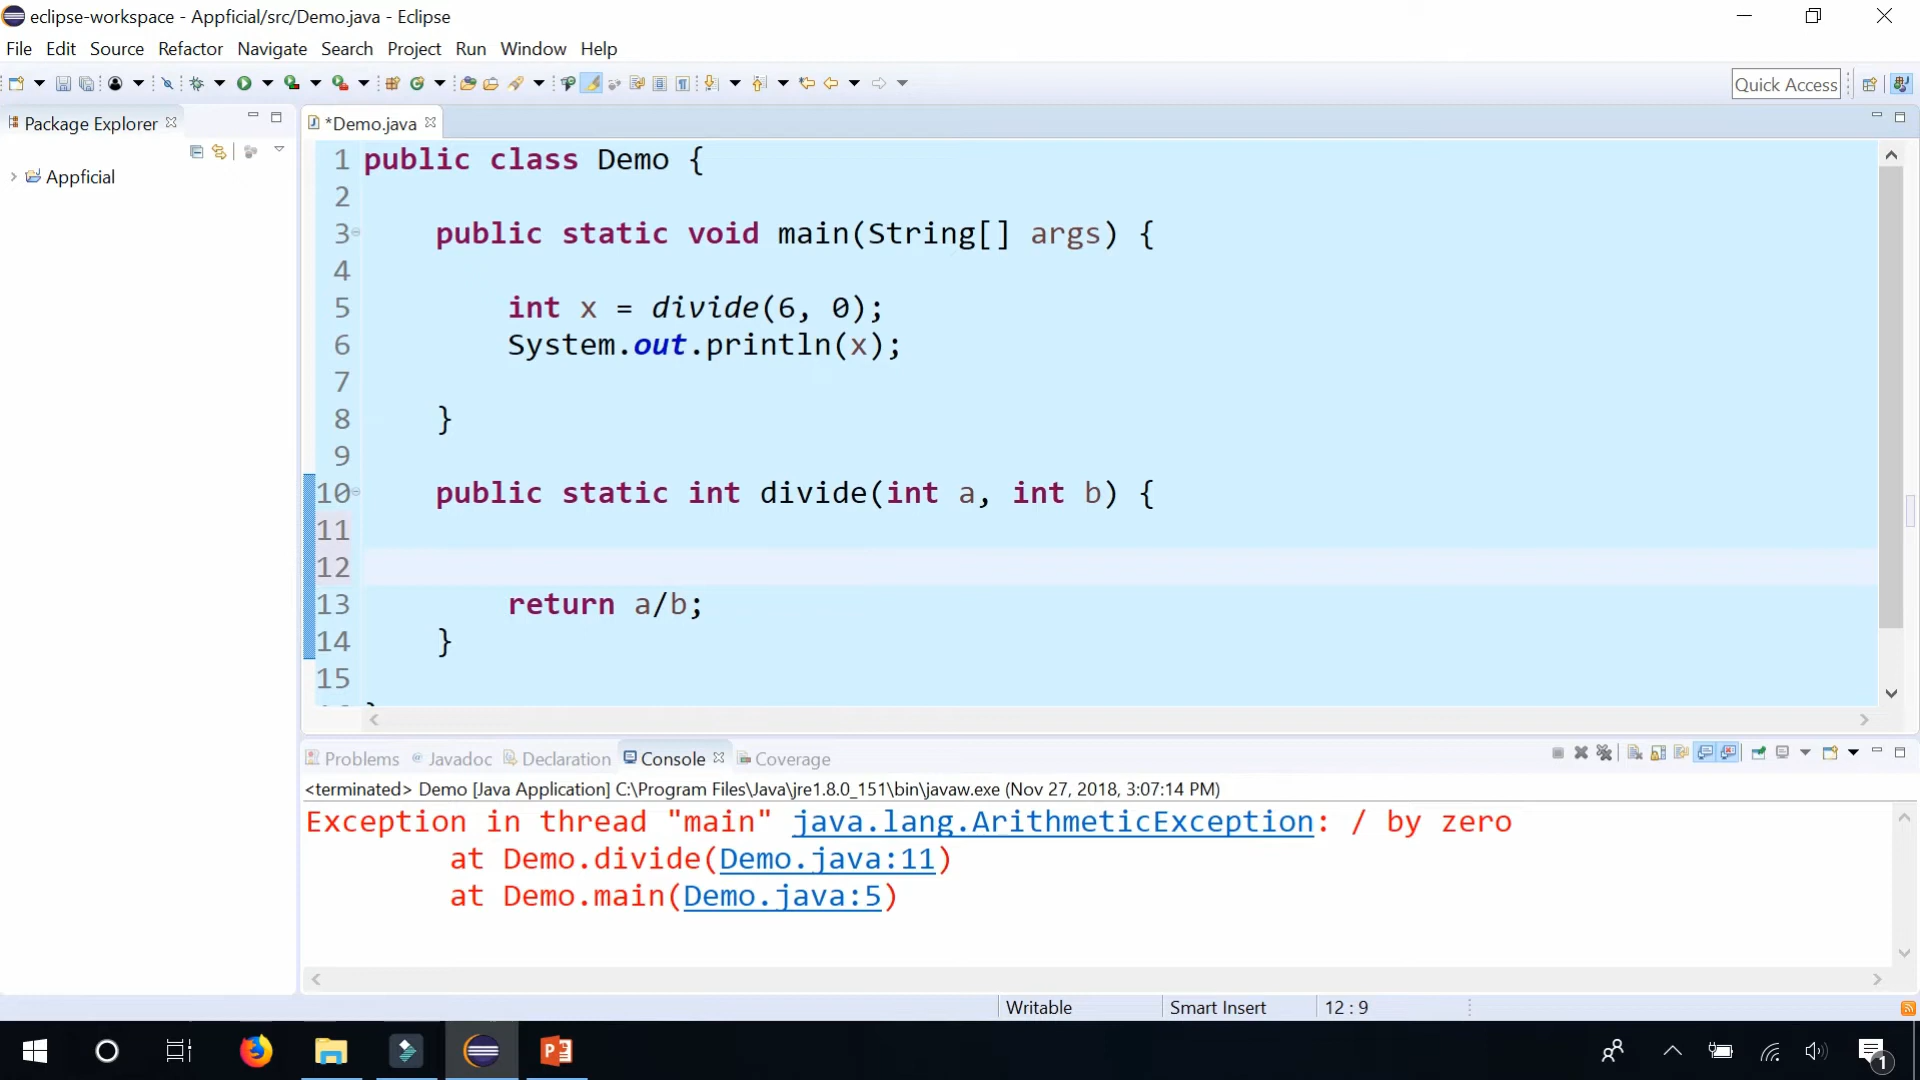 eclipse-workspace - Appficial/src/Demo.java - Eclipse
File Edit Source Refactor Navigate Search Project Run Window Help
Quick Access
Package Explorer
*Demo.java
Appficial
1 public class Demo {
2
3 public static void main(String[] args) {
4
5 int x = divide(6, 0);
6 System.out.println(x);
7
8 }
9
10 public static int divide(int a, int b) {
11
12
13 return a/b;
14 }
15
Problems Javadoc Declaration Console Coverage
<terminated> Demo [Java Application] C:\Program Files\Java\jre1.8.0_151\bin\javaw.exe (Nov 27, 2018, 3:07:14 PM)
Exception in thread "main" java.lang.ArithmeticException: / by zero
at Demo.divide(Demo.java:11)
at Demo.main(Demo.java:5)
Writable Smart Insert 12 : 9
1